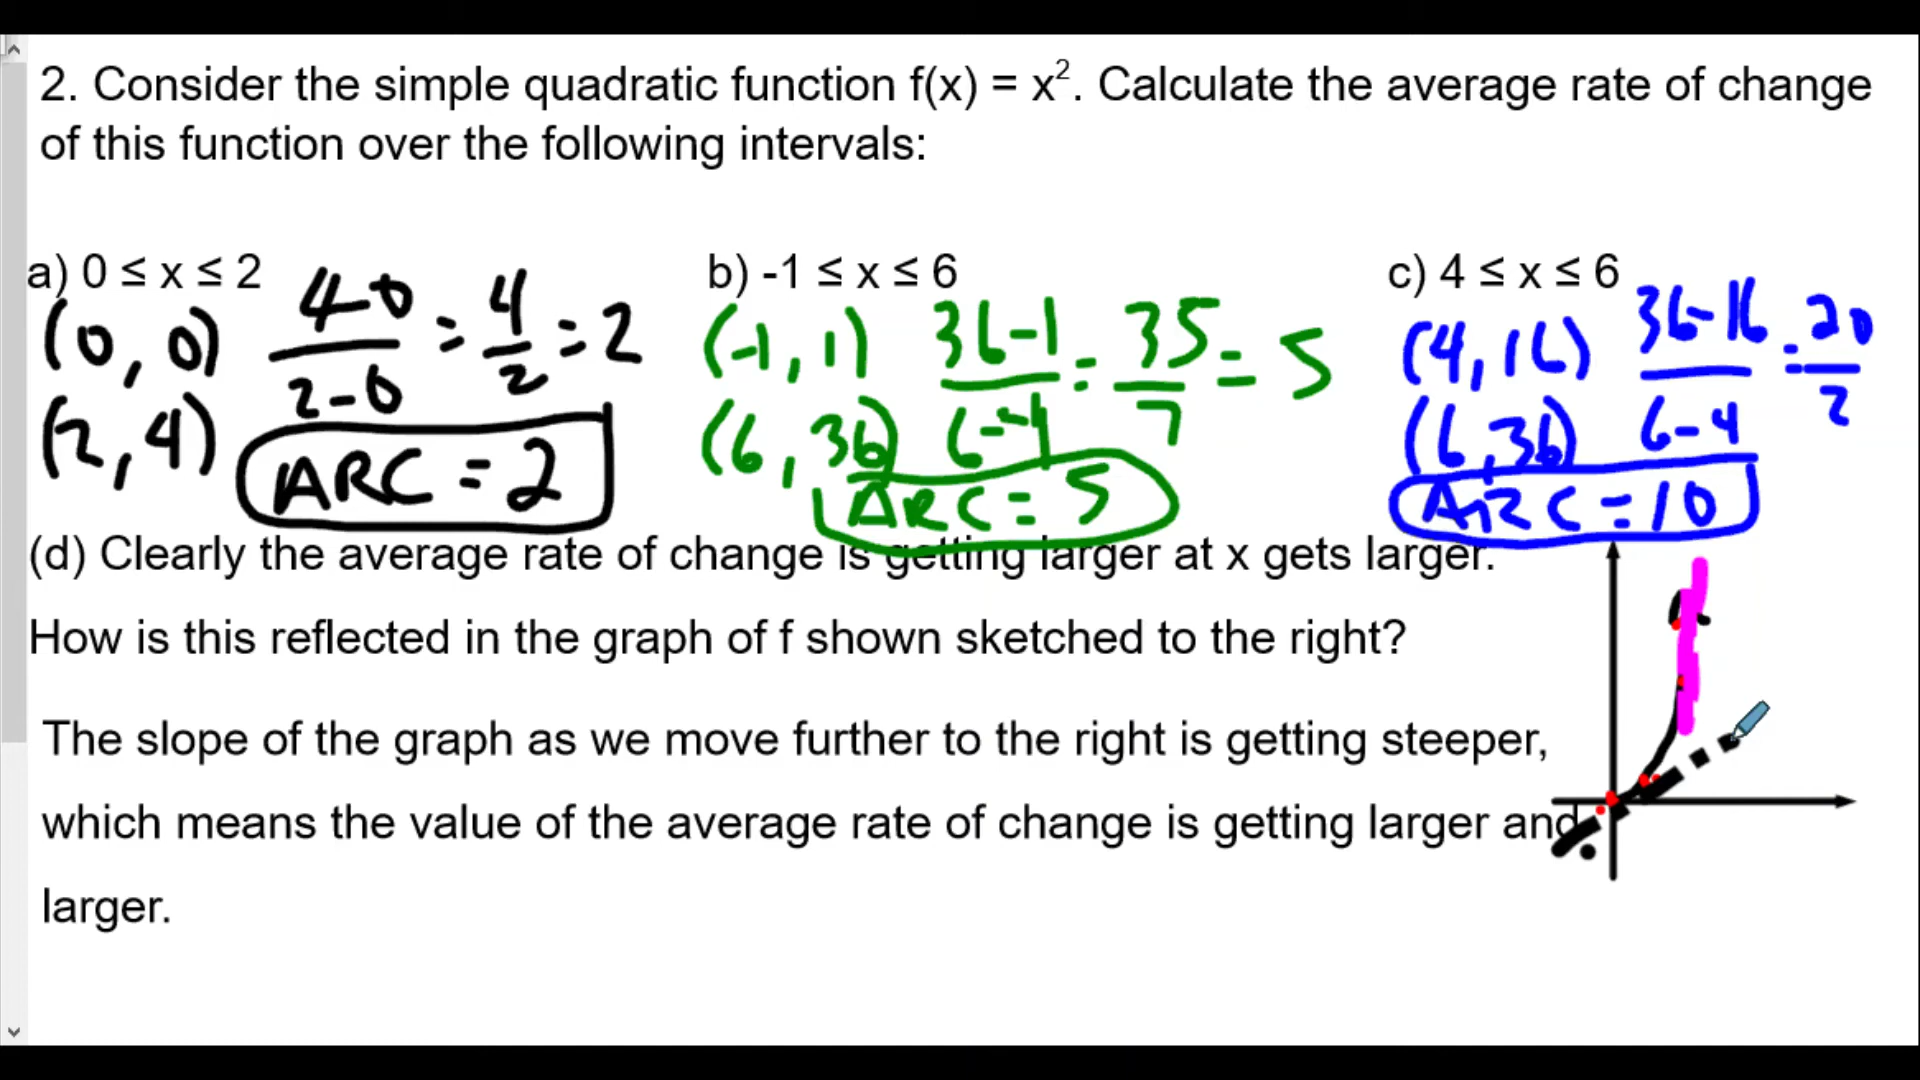 2. Consider the simple quadratic function f(x) = x². Calculate the average rate of change
of this function over the following intervals:
a) 0 ≤ x ≤ 2
(0, 0)
(2, 4)
4-0 / 2-0 = 4/2 = 2
ARC = 2
b) -1 ≤ x ≤ 6
(-1, 1)
(6, 36)
36-1 / 6--1 = 35/7 = 5
ARC = 5
c) 4 ≤ x ≤ 6
(4, 16)
(6, 36)
36-16 / 6-4 = 20/2
ARC = 10
(d) Clearly the average rate of change is getting larger at x gets larger.
How is this reflected in the graph of f shown sketched to the right?
The slope of the graph as we move further to the right is getting steeper,
which means the value of the average rate of change is getting larger and
larger.